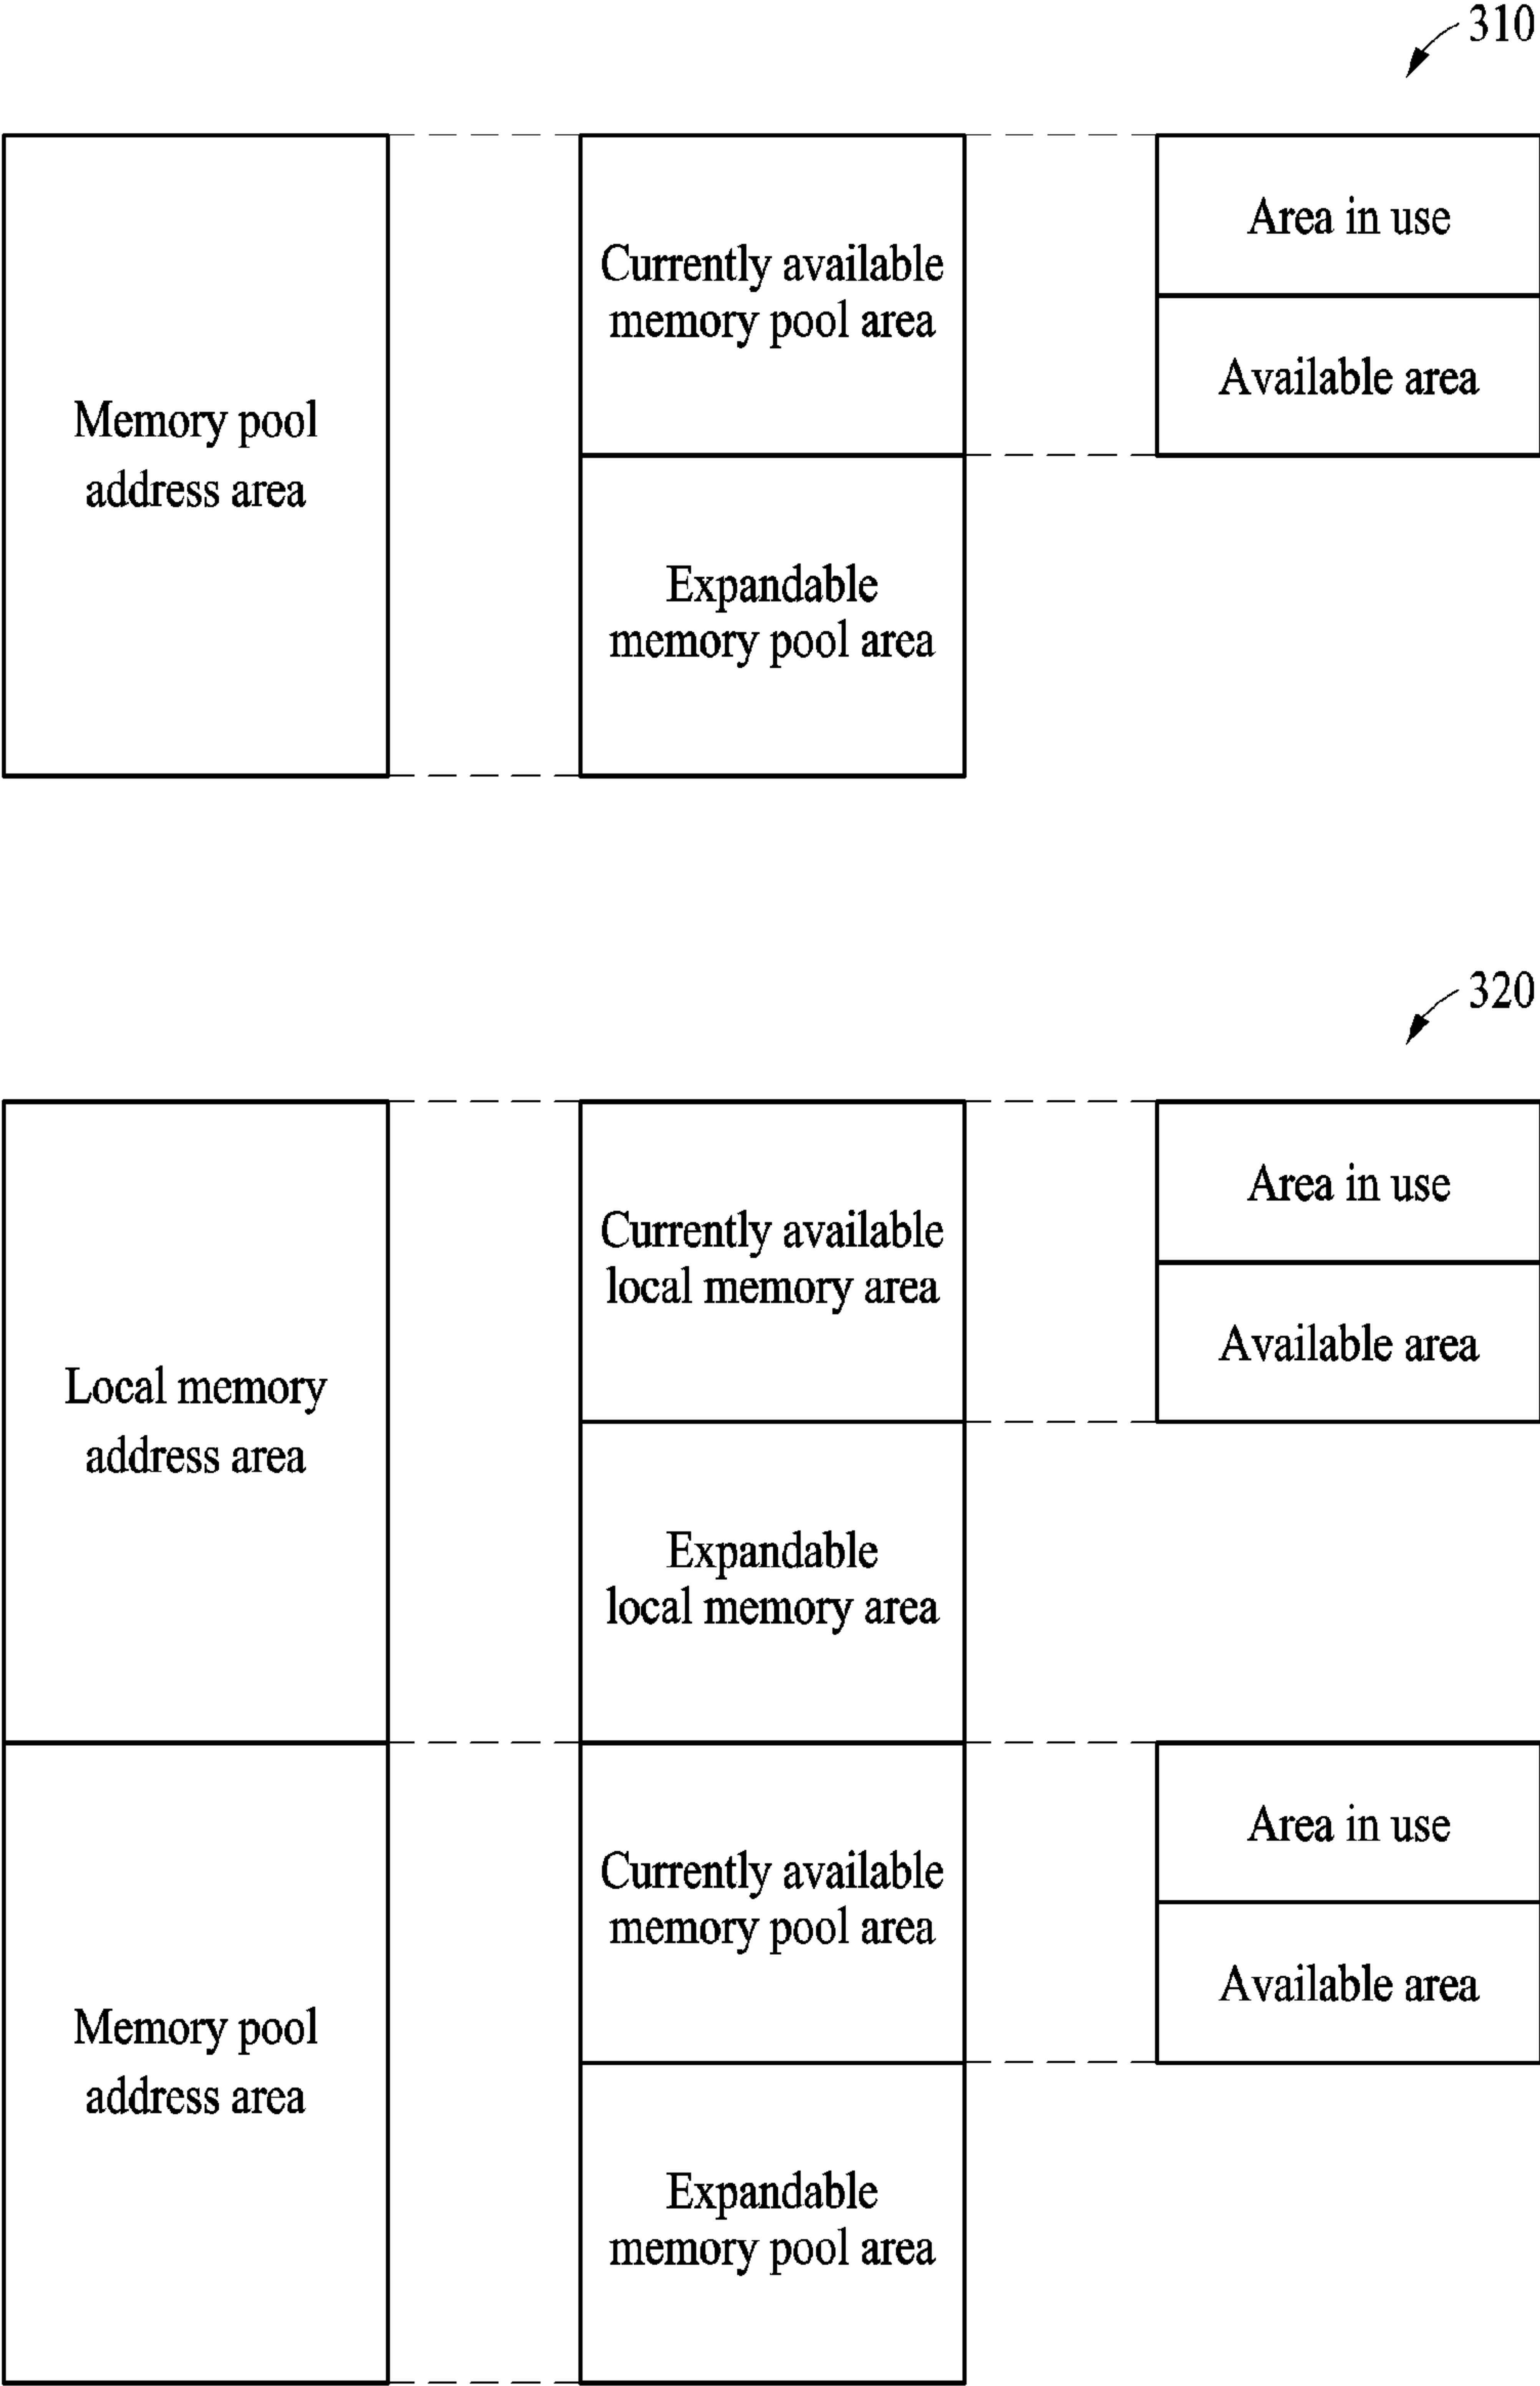 310
Memory pool
address area
Currently available
memory pool area
Expandable
memory pool area
Area in use
Available area
320
Local memory
address area
Memory pool
address area
Currently available
local memory area
Expandable
local memory area
Currently available
memory pool area
Expandable
memory pool area
Area in use
Available area
Area in use
Available area